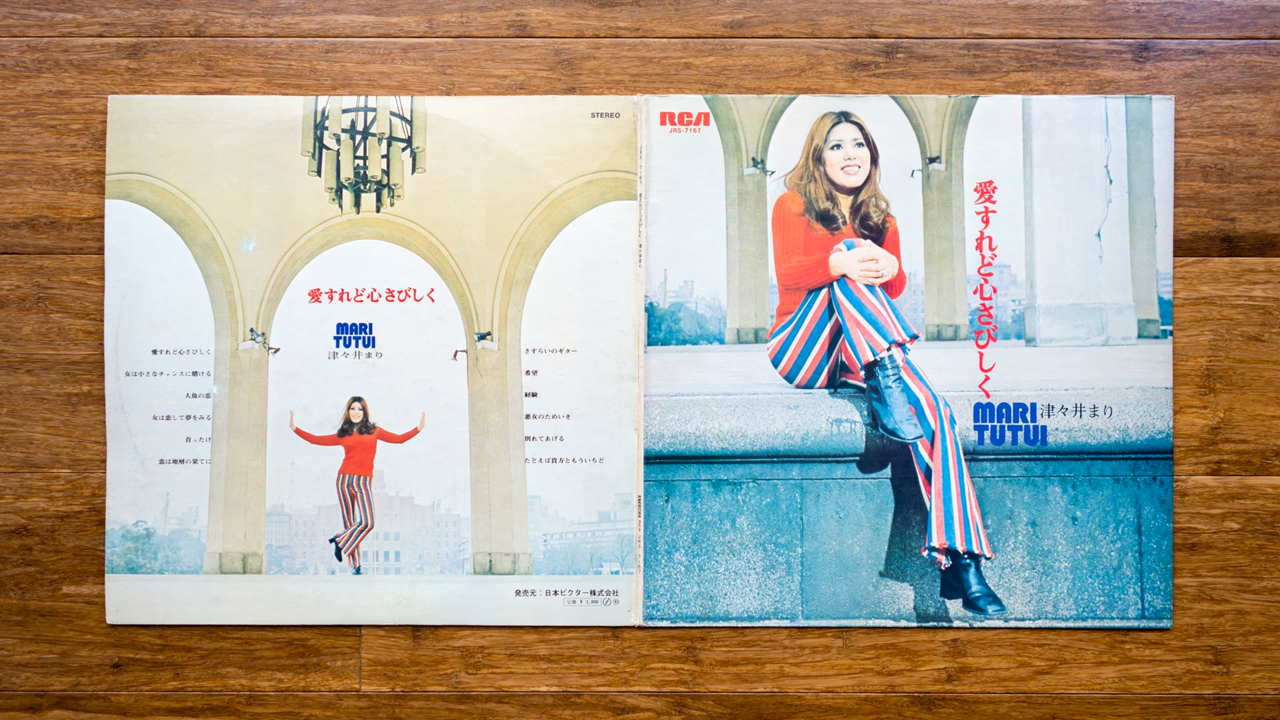 STEREO
愛すれど心さびしく
MARI
TUTUI
津々井まり
愛すれど心さびしく
女は小さなチャンスに賭ける
人魚の恋
女は恋して夢をみる
首ったけ
恋は地層の果てに
さすらいのギター
希望
経験
悪女のためいき
別れてあげる
たとえば貴方ともういちど
発売元：日本ビクター株式会社
RCA
JRS-7167
愛すれど心さびしく
MARI
TUTUI
津々井まり